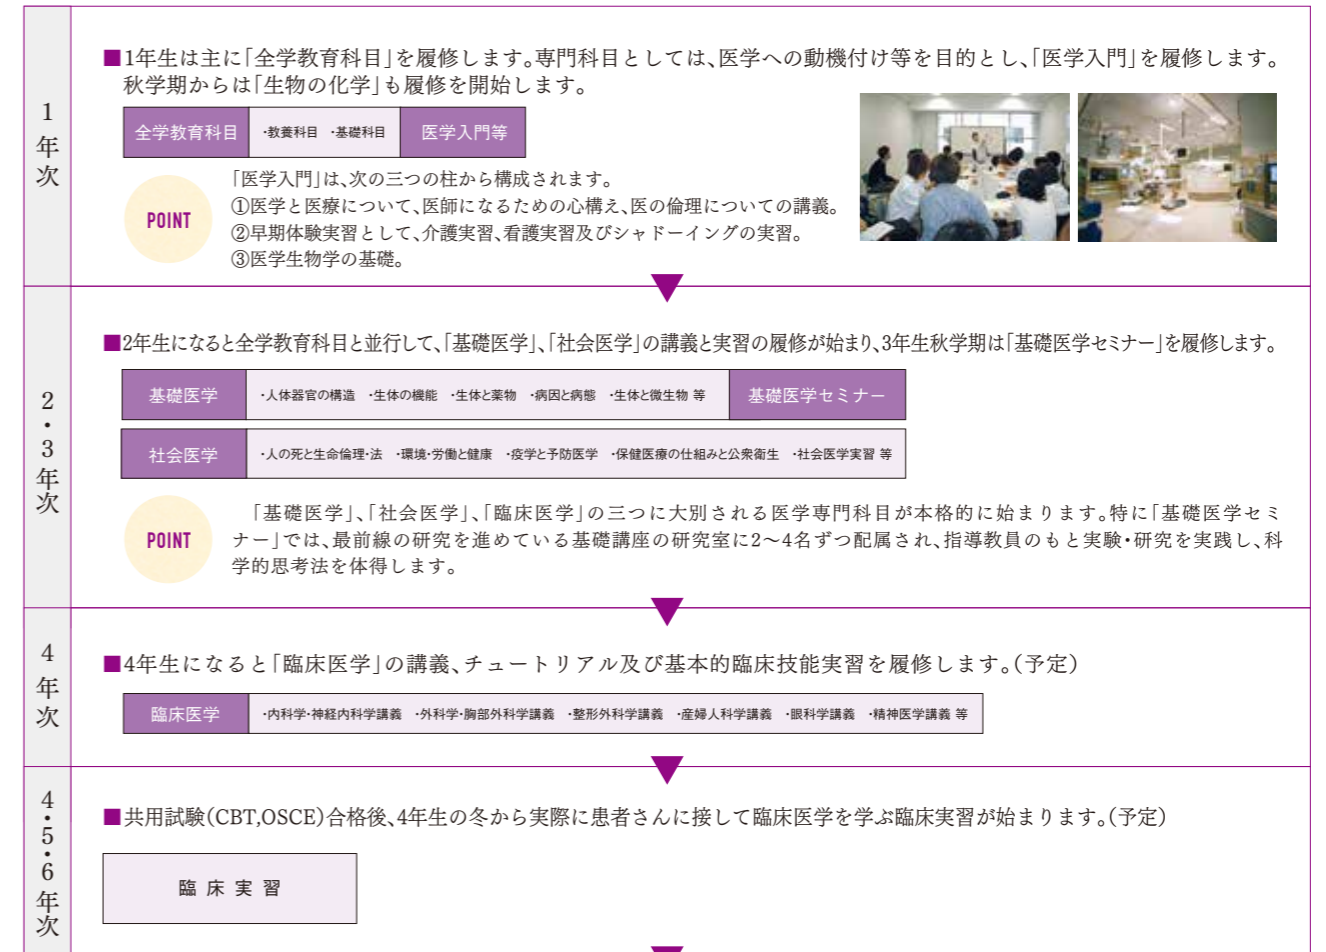 1年次
■1年生は主に「全学教育科目」を履修します。専門科目としては、医学への動機付け等を目的とし、「医学入門」を履修します。
秋学期からは「生物の化学」も履修を開始します。
全学教育科目 ・教養科目 ・基礎科目 医学入門等
POINT
「医学入門」は、次の三つの柱から構成されます。
①医学と医療について、医師になるための心構え、医の倫理についての講義。
②早期体験実習として、介護実習、看護実習及びシャドーイングの実習。
③医学生物学の基礎。
2・3年次
■2年生になると全学教育科目と並行して、「基礎医学」、「社会医学」の講義と実習の履修が始まり、3年生秋学期は「基礎医学セミナー」を履修します。
基礎医学 ・人体器官の構造 ・生体の機能 ・生体と薬物 ・病因と病態 ・生体と微生物 等 基礎医学セミナー
社会医学 ・人の死と生命倫理・法 ・環境・労働と健康 ・疫学と予防医学 ・保健医療の仕組みと公衆衛生 ・社会医学実習 等
POINT
「基礎医学」、「社会医学」、「臨床医学」の三つに大別される医学専門科目が本格的に始まります。特に「基礎医学セミ
ナー」では、最前線の研究を進めている基礎講座の研究室に2〜4名ずつ配属され、指導教員のもと実験・研究を実践し、科
学的思考法を体得します。
4年次
■4年生になると「臨床医学」の講義、チュートリアル及び基本的臨床技能実習を履修します。(予定)
臨床医学 ・内科学・神経内科学講義 ・外科学・胸部外科学講義 ・整形外科学講義 ・産婦人科学講義 ・眼科学講義 ・精神医学講義 等
4・5・6年次
■共用試験(CBT,OSCE)合格後、4年生の冬から実際に患者さんに接して臨床医学を学ぶ臨床実習が始まります。(予定)
臨床実習